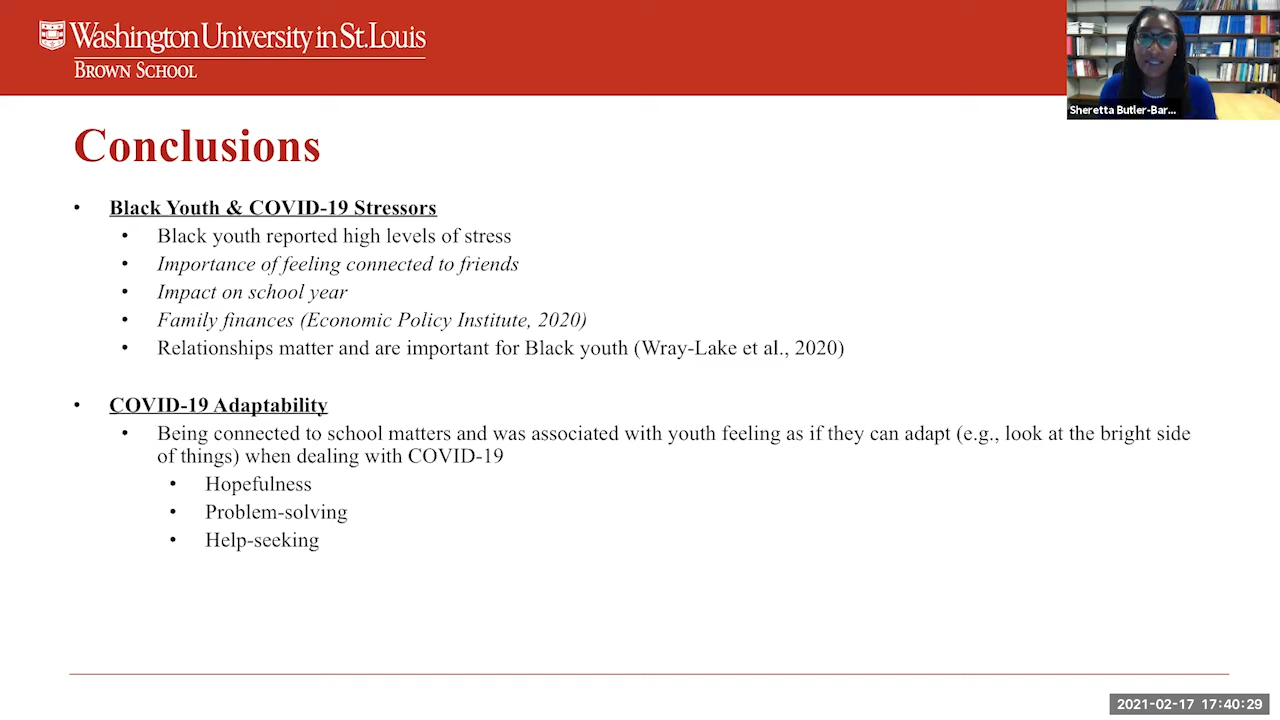 Washington University in St. Louis
BROWN SCHOOL
Sheretta Butler-Bar...
Conclusions
• Black Youth & COVID-19 Stressors
• Black youth reported high levels of stress
• Importance of feeling connected to friends
• Impact on school year
• Family finances (Economic Policy Institute, 2020)
• Relationships matter and are important for Black youth (Wray-Lake et al., 2020)
• COVID-19 Adaptability
• Being connected to school matters and was associated with youth feeling as if they can adapt (e.g., look at the bright side
of things) when dealing with COVID-19
• Hopefulness
• Problem-solving
• Help-seeking
2021-02-17 17:40:29